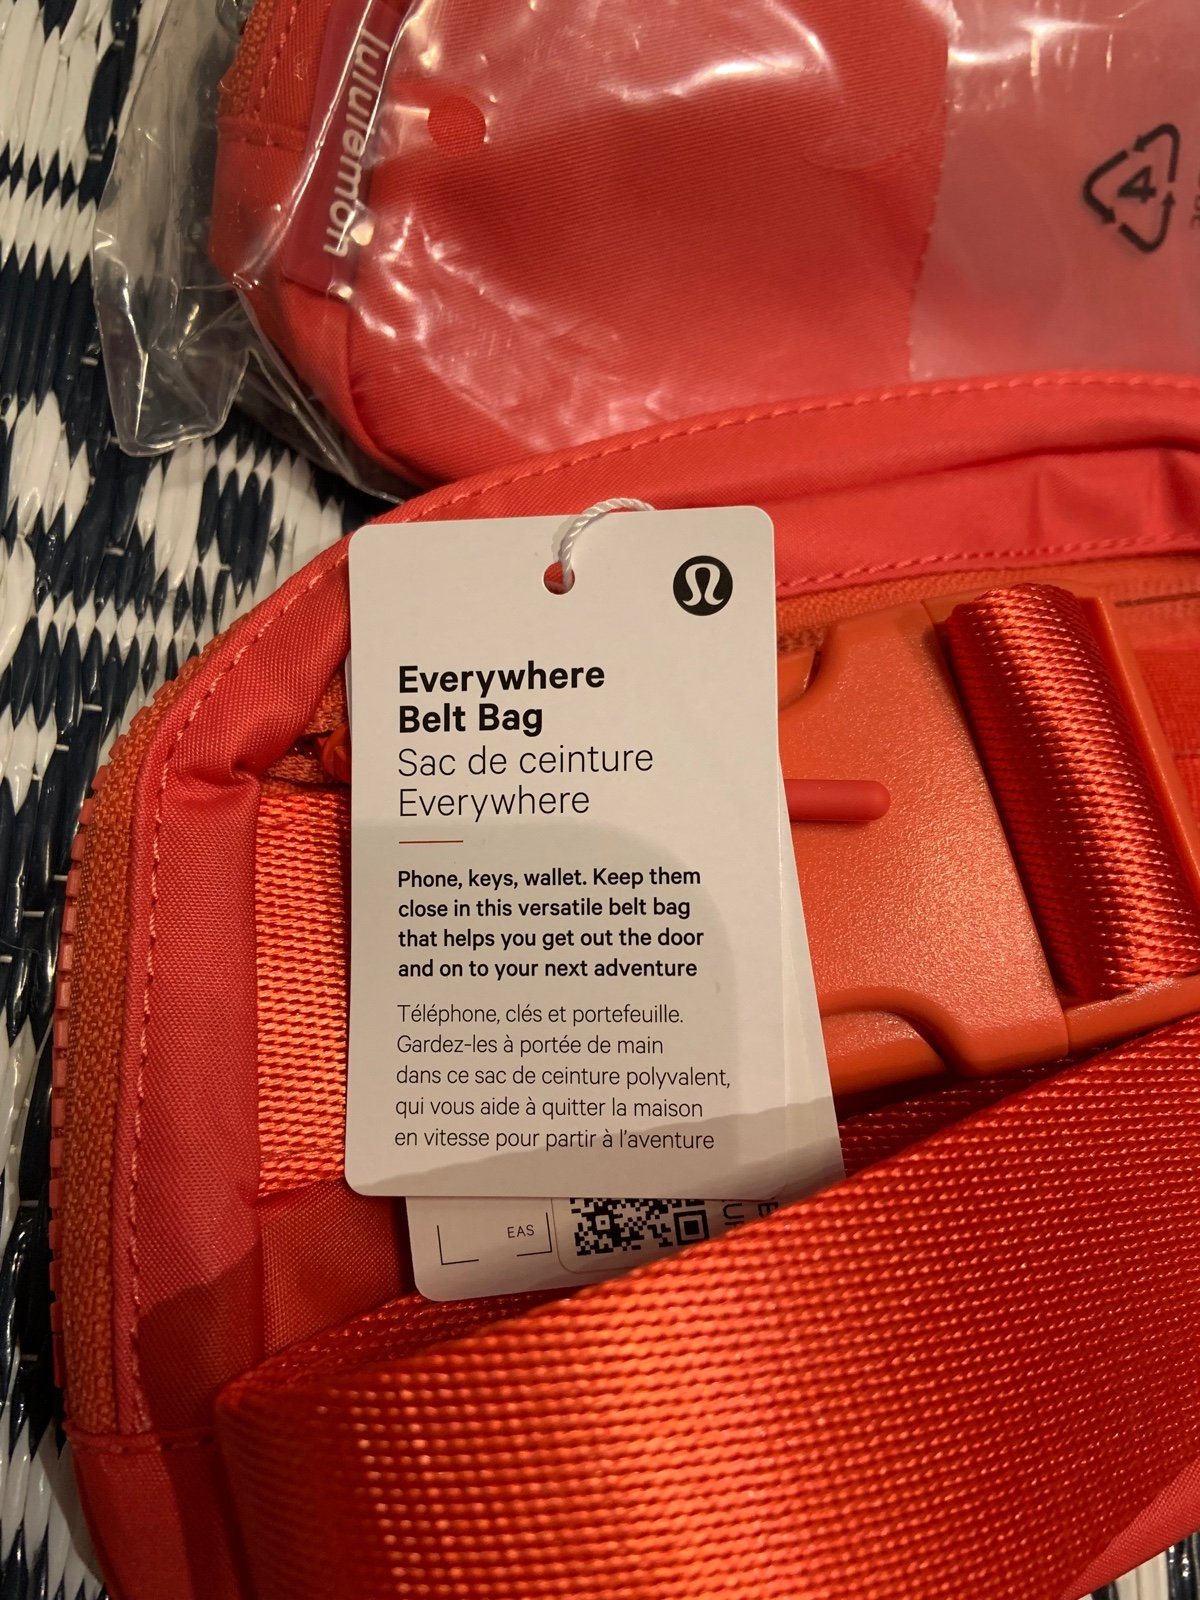 lululemon
4
Everywhere
Belt Bag
Sac de ceinture
Everywhere
Phone, keys, wallet. Keep them
close in this versatile belt bag
that helps you get out the door
and on to your next adventure
Téléphone, clés et portefeuille.
Gardez-les à portée de main
dans ce sac de ceinture polyvalent,
qui vous aide à quitter la maison
en vitesse pour partir à l'aventure
EAS